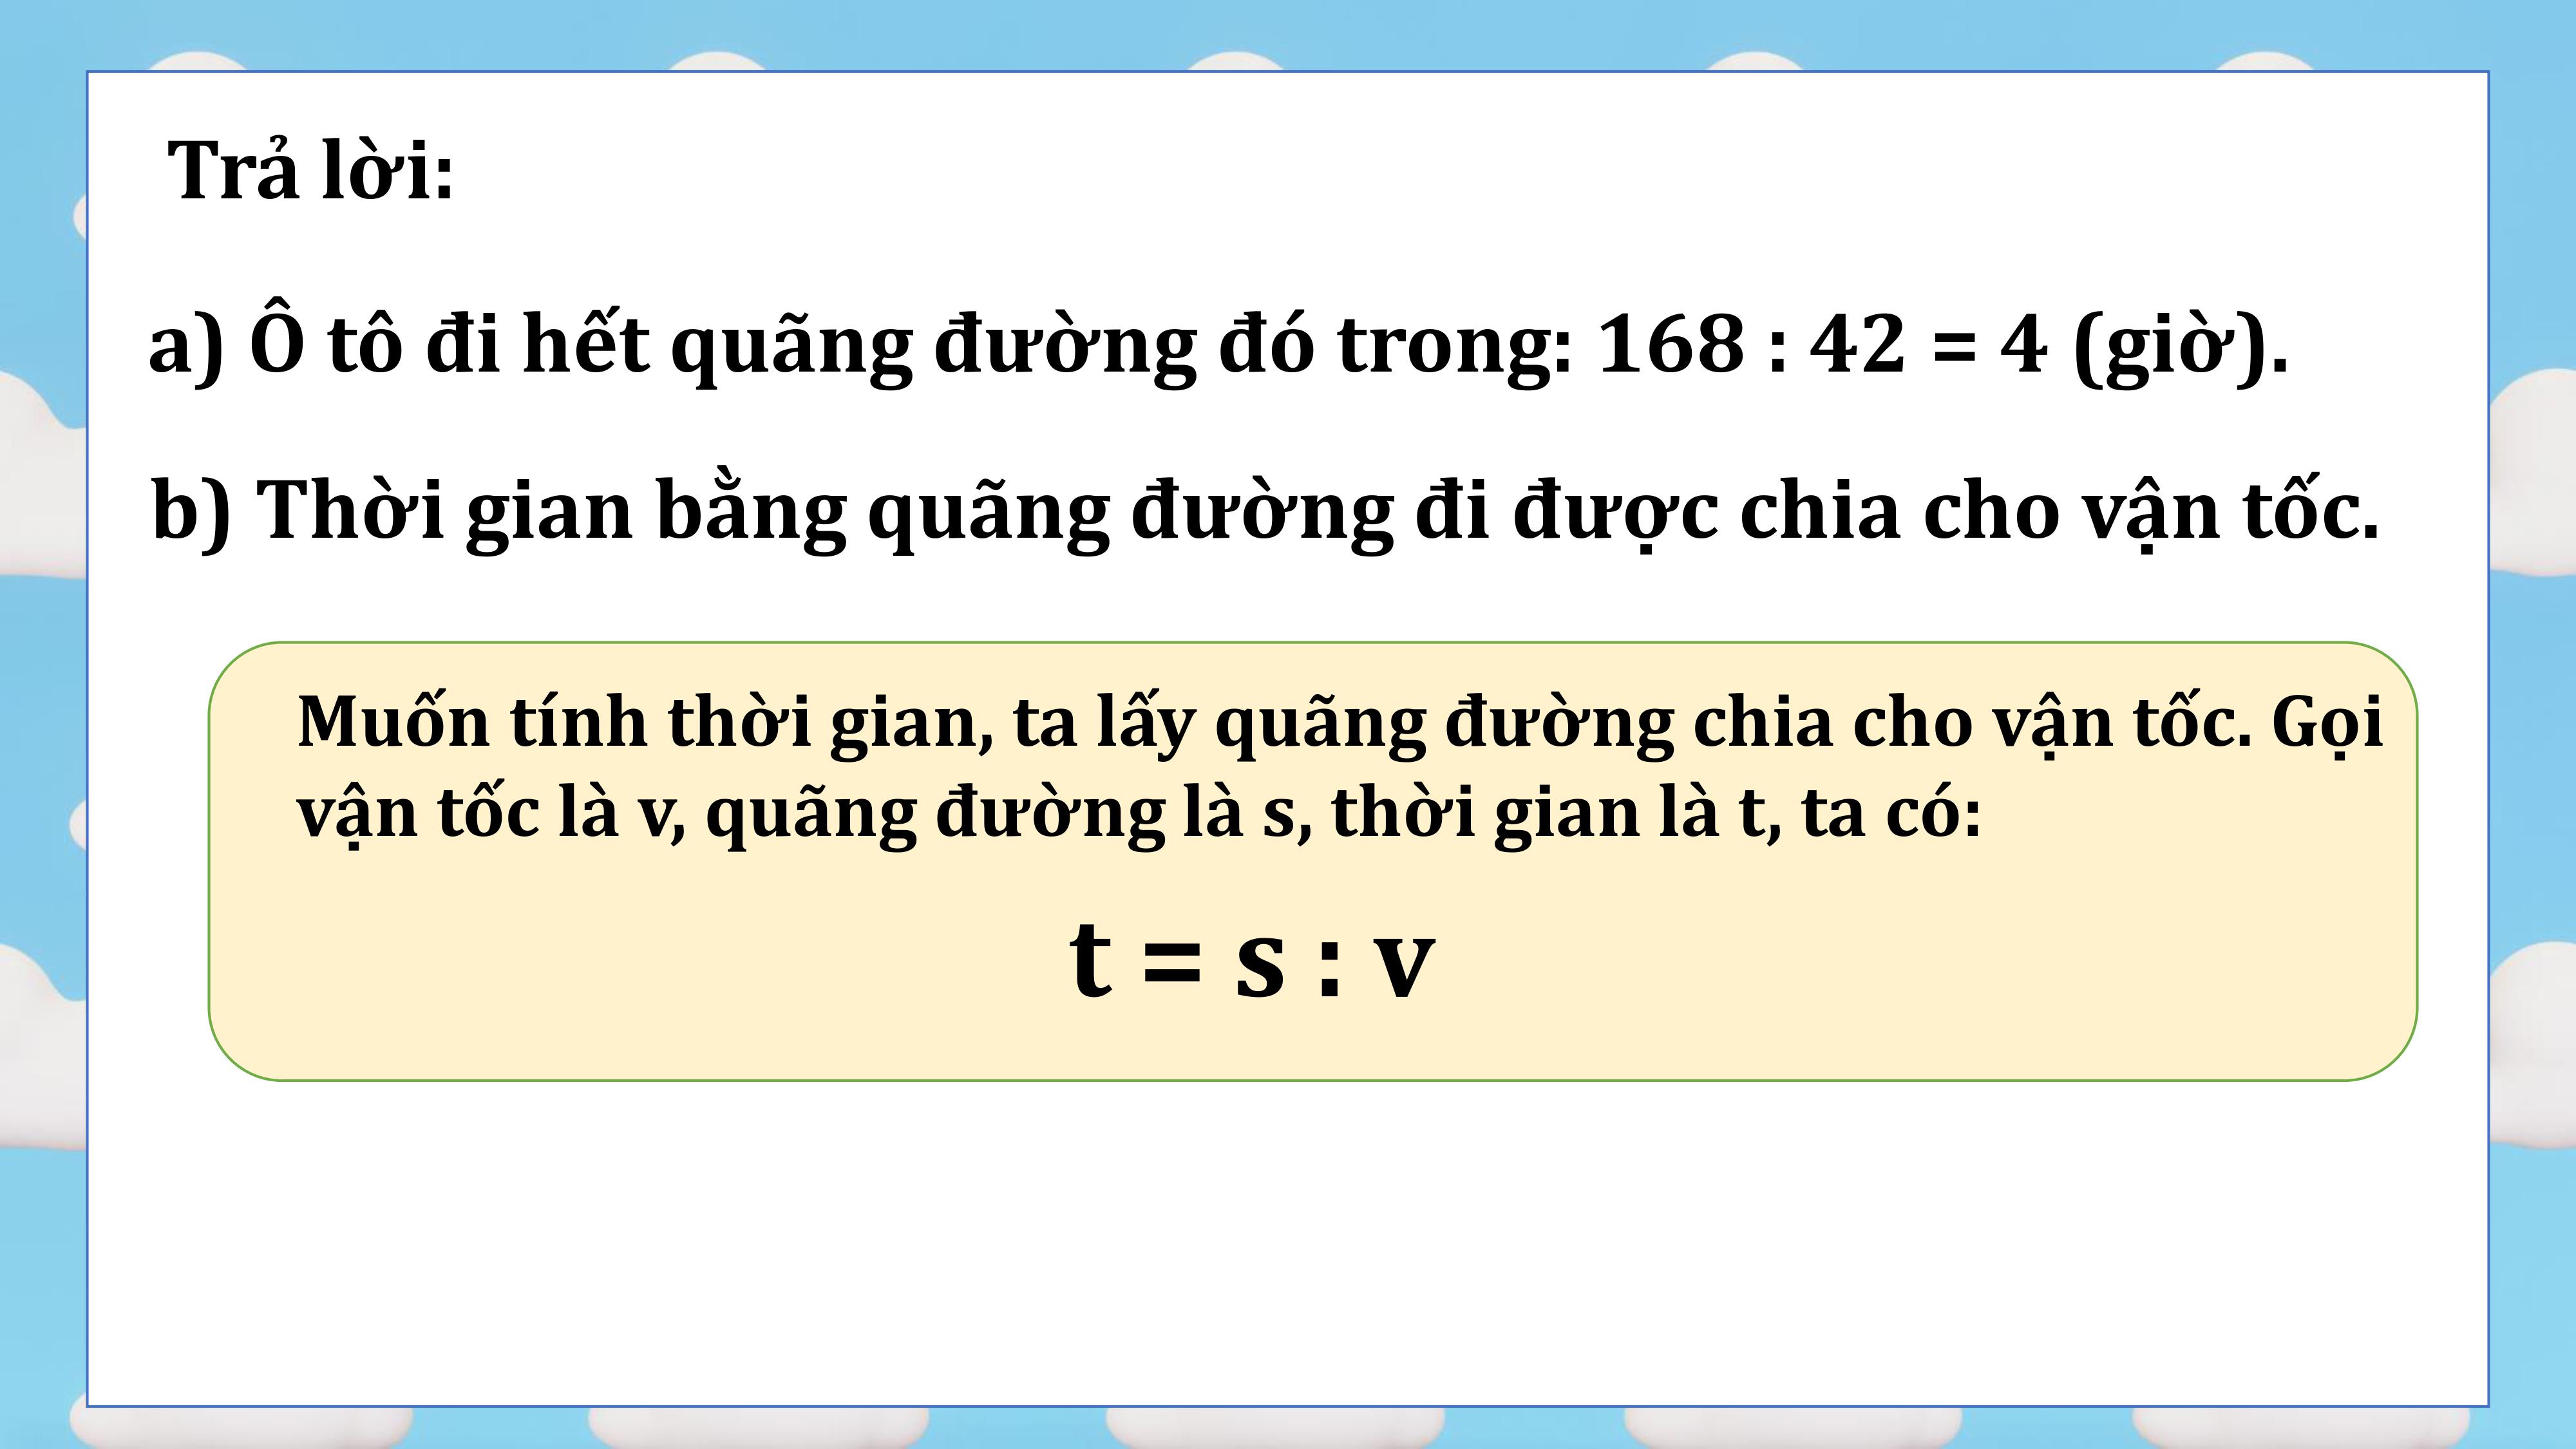 Trả lời:
a) Ô tô đi hết quãng đường đó trong: 168 : 42 = 4 (giờ).
b) Thời gian bằng quãng đường đi được chia cho vận tốc.
Muốn tính thời gian, ta lấy quãng đường chia cho vận tốc. Gọi
vận tốc là v, quãng đường là s, thời gian là t, ta có:
t = s : v